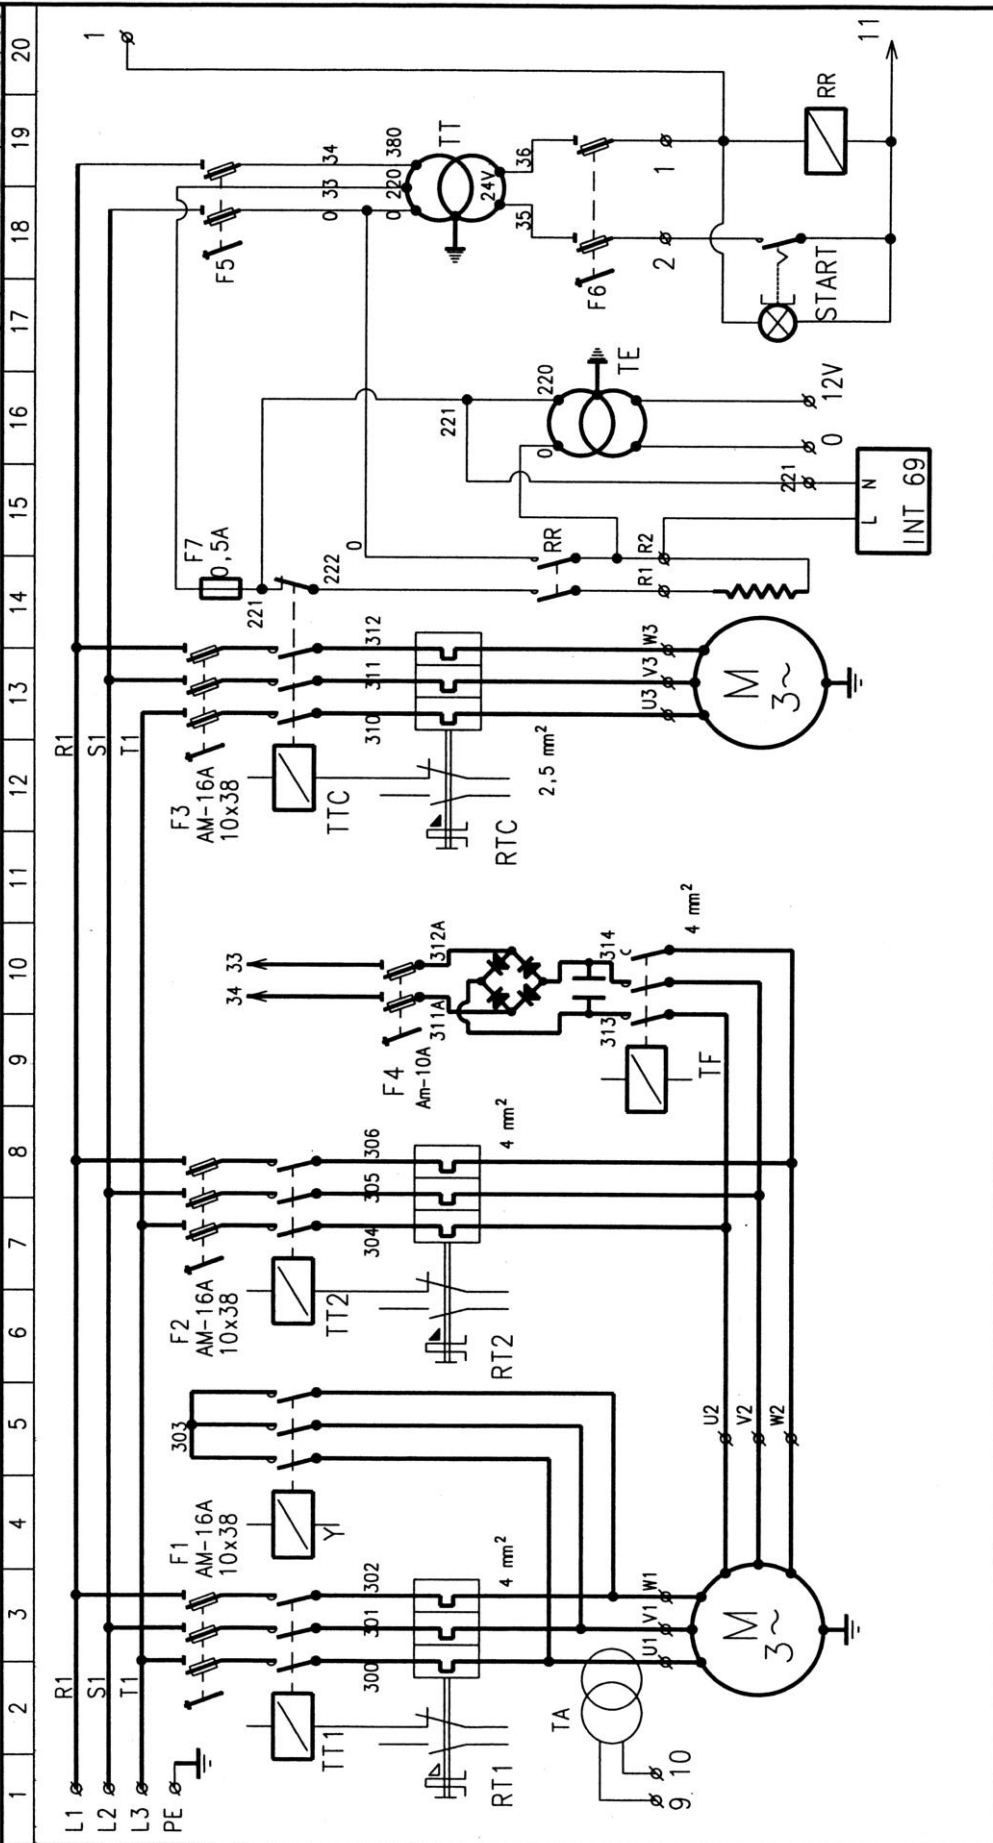 1 2 3 4 5 6 7 8 9 10 11 12 13 14 15 16 17 18 19 20
L1
L2
L3
PE
R1
S1
T1
F1
AM-16A
10x38
TT1
300 301 302
RT1
4 mm²
TA
9 10
U1 V1 W1
M
3~
303
Y
U2
V2
W2
F2
AM-16A
10x38
TT2
304 305 306
RT2
4 mm²
34 33
F4
Am-10A
311A 312A
313 314
TF
4 mm²
R1
S1
T1
F3
AM-16A
10x38
TTC
310 311 312
RTC
2,5 mm²
U3 V3 W3
M
3~
F7
0,5A
221
222
0
RR
R1 R2
221
L N
INT 69
221
0 220
TE
0 12V
F5
0 33 34
0 220 380
TT
24V
35 36
F6
2 1
START
RR
1
11